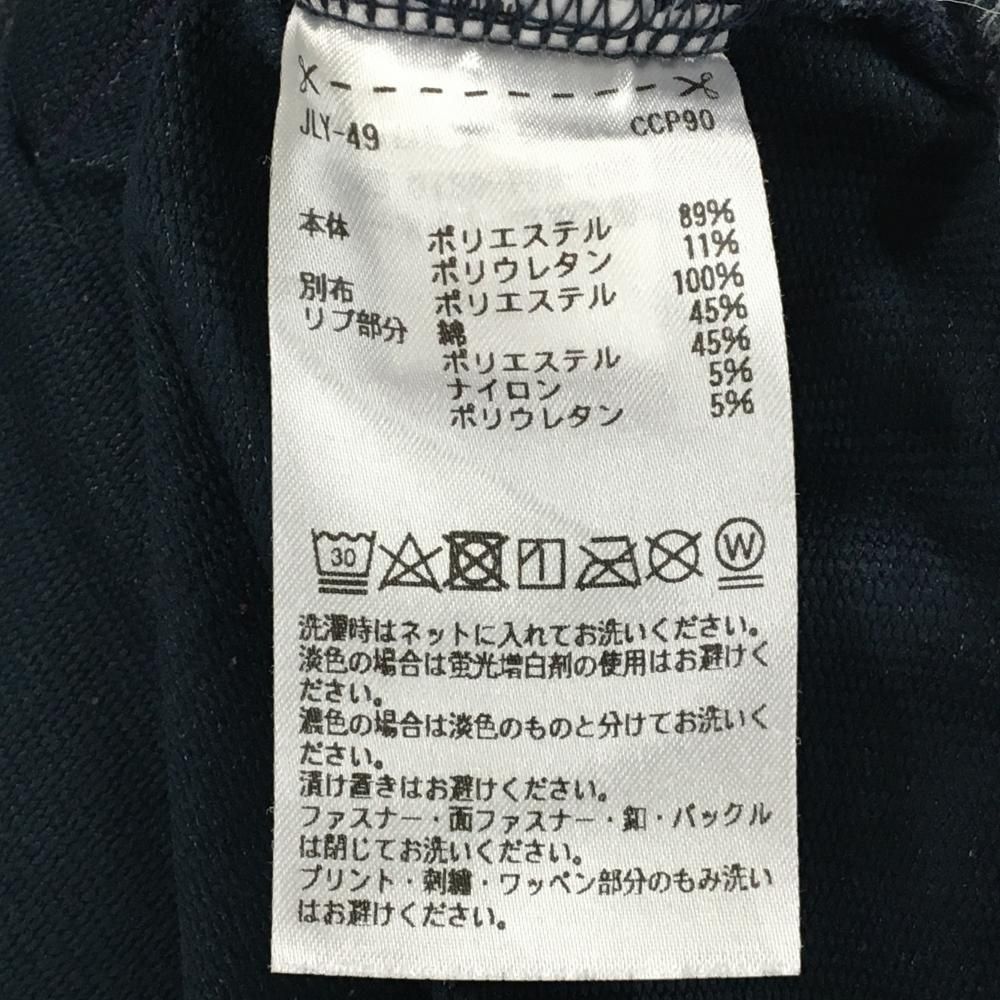 JLY-49 CCP90
本体 ポリエステル 89%
ポリウレタン 11%
別布 ポリエステル 100%
リブ部分 綿 45%
ポリエステル 45%
ナイロン 5%
ポリウレタン 5%
30 W
洗濯時はネットに入れてお洗いください。
淡色の場合は蛍光増白剤の使用はお避けく
ださい。
濃色の場合は淡色のものと分けてお洗いく
ださい。
漬け置きはお避けください。
ファスナー・面ファスナー・釦・バックル
は閉じてお洗いください。
プリント・刺繍・ワッペン部分のもみ洗い
はお避けください。